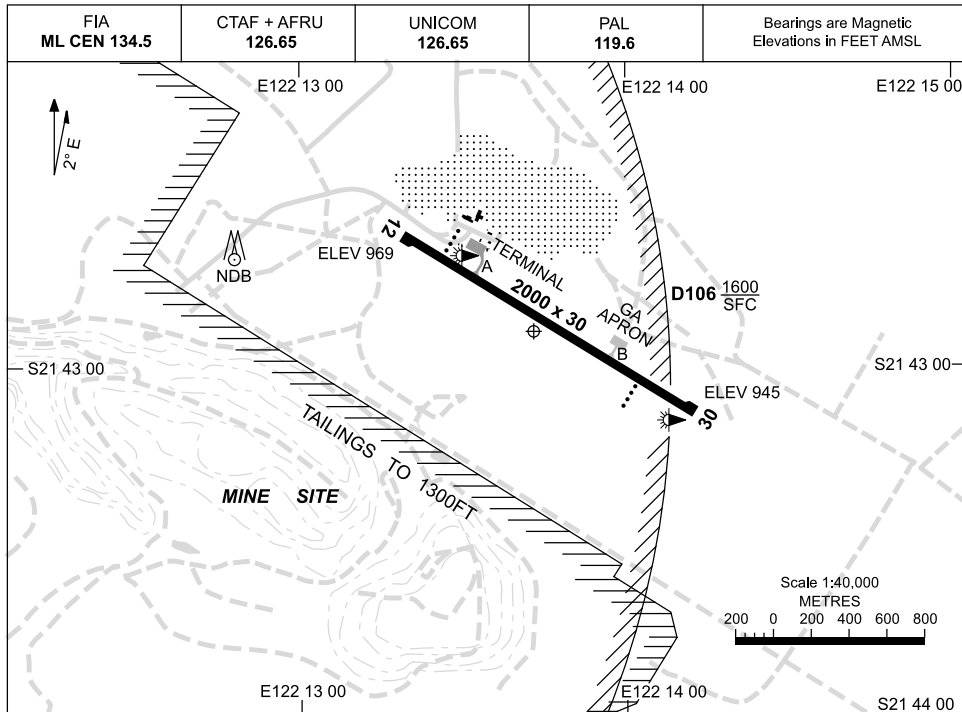 FIA
ML CEN 134.5
CTAF + AFRU
126.65
UNICOM
126.65
PAL
119.6
Bearings are Magnetic
Elevations in FEET AMSL
E122 13 00
E122 14 00
E122 15 00
2° E
12
ELEV 969
NDB
A
TERMINAL
2000 x 30
D106 1600
SFC
GA
APRON
B
S21 43 00
S21 43 00
ELEV 945
30
TAILINGS TO 1300FT
MINE SITE
Scale 1:40,000
METRES
200 0 200 400 600 800
E122 13 00
E122 14 00
S21 44 00